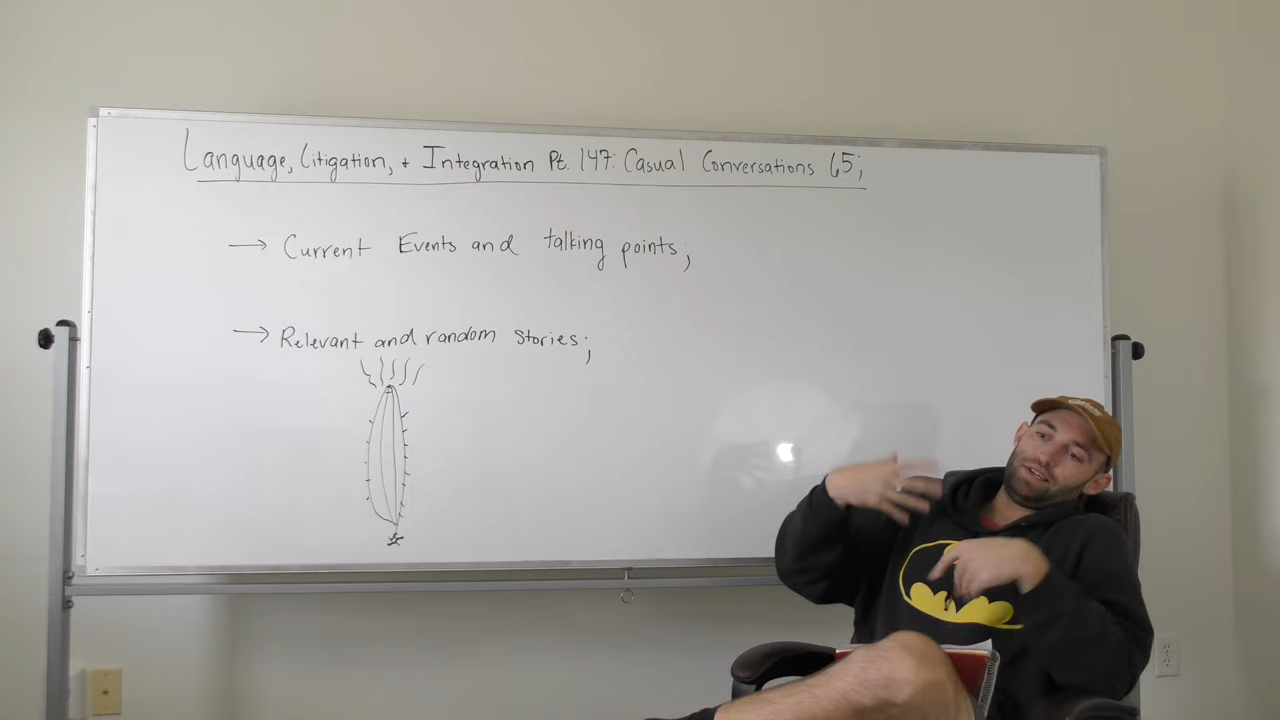 Language, Litigation, + Integration Pt. 147: Casual Conversations 65;
→ Current Events and talking points;
→ Relevant and random stories;